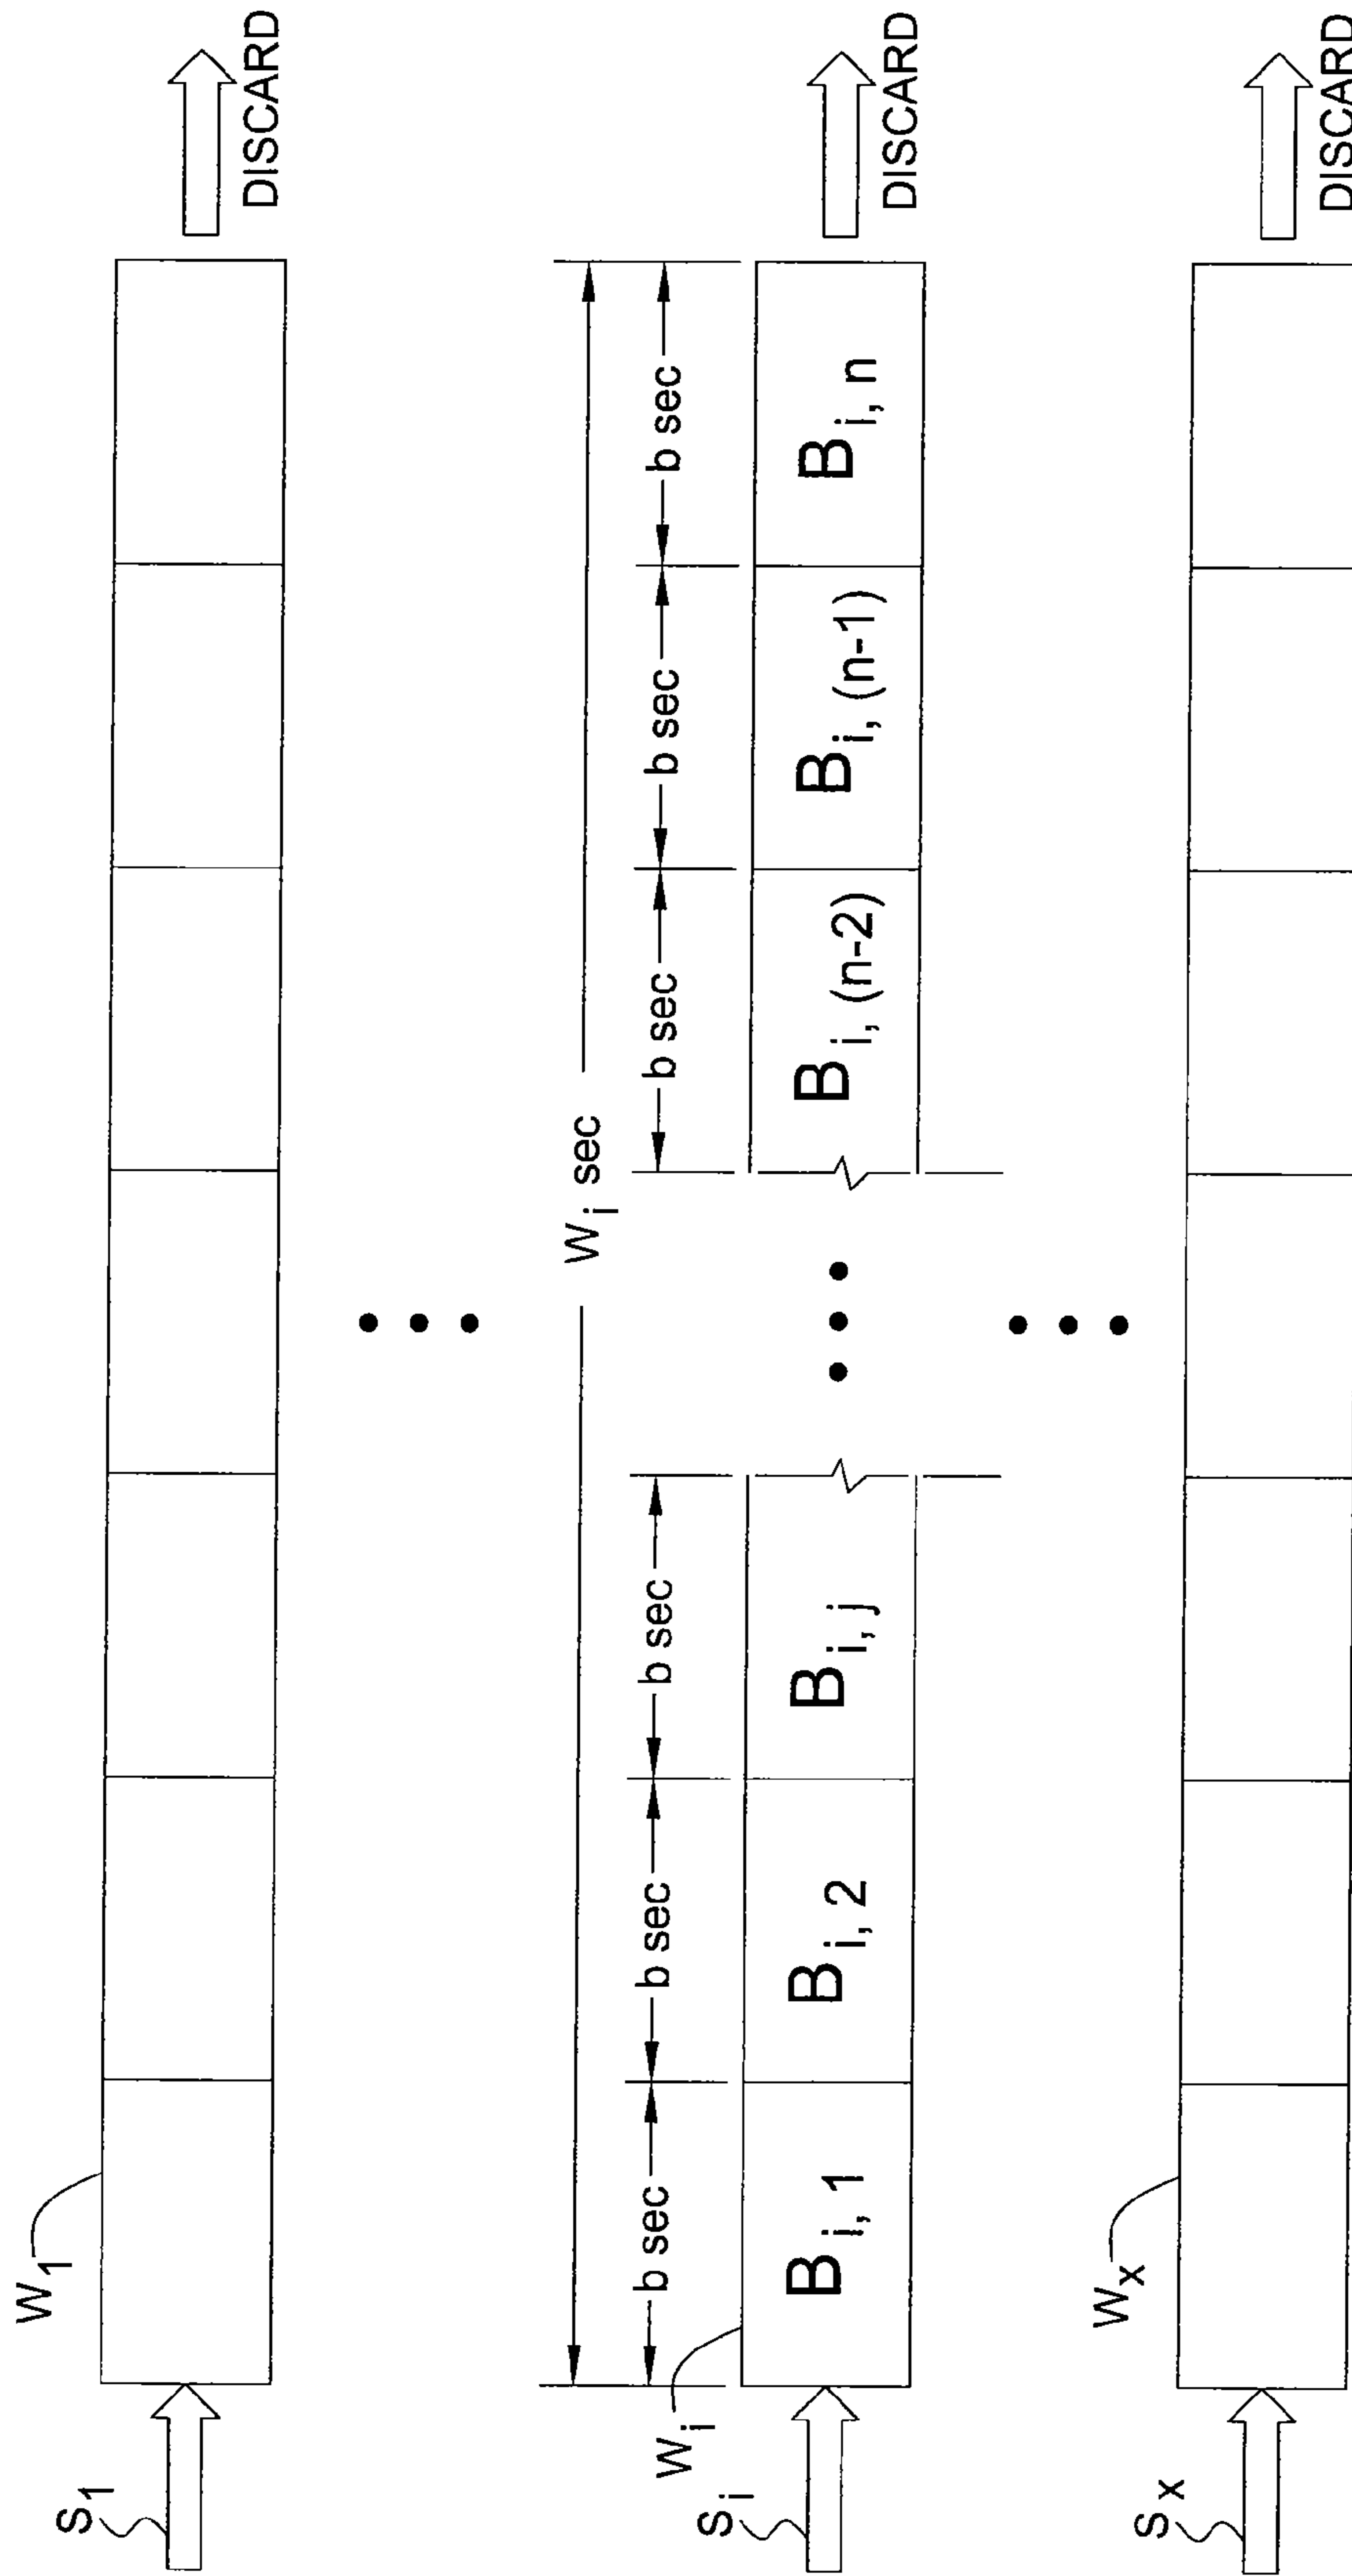 W1
S1
DISCARD
Wi sec
b sec b sec b sec b sec b sec b sec
Wi
Si
Bi, 1 Bi, 2 Bi, j Bi, (n-2) Bi, (n-1) Bi, n
DISCARD
Wx
Sx
DISCARD